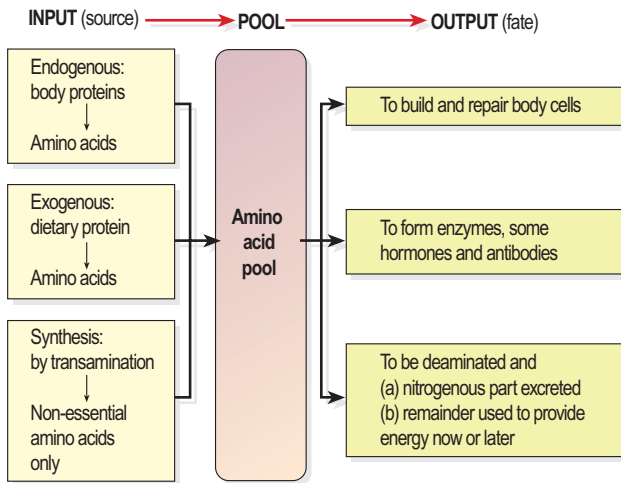 INPUT (source)
POOL
OUTPUT (fate)
Endogenous:
body proteins
Amino acids
Exogenous:
dietary protein
Amino acids
Synthesis:
by transamination
Non-essential
amino acids
only
Amino
acid
pool
To build and repair body cells
To form enzymes, some
hormones and antibodies
To be deaminated and
(a) nitrogenous part excreted
(b) remainder used to provide
energy now or later